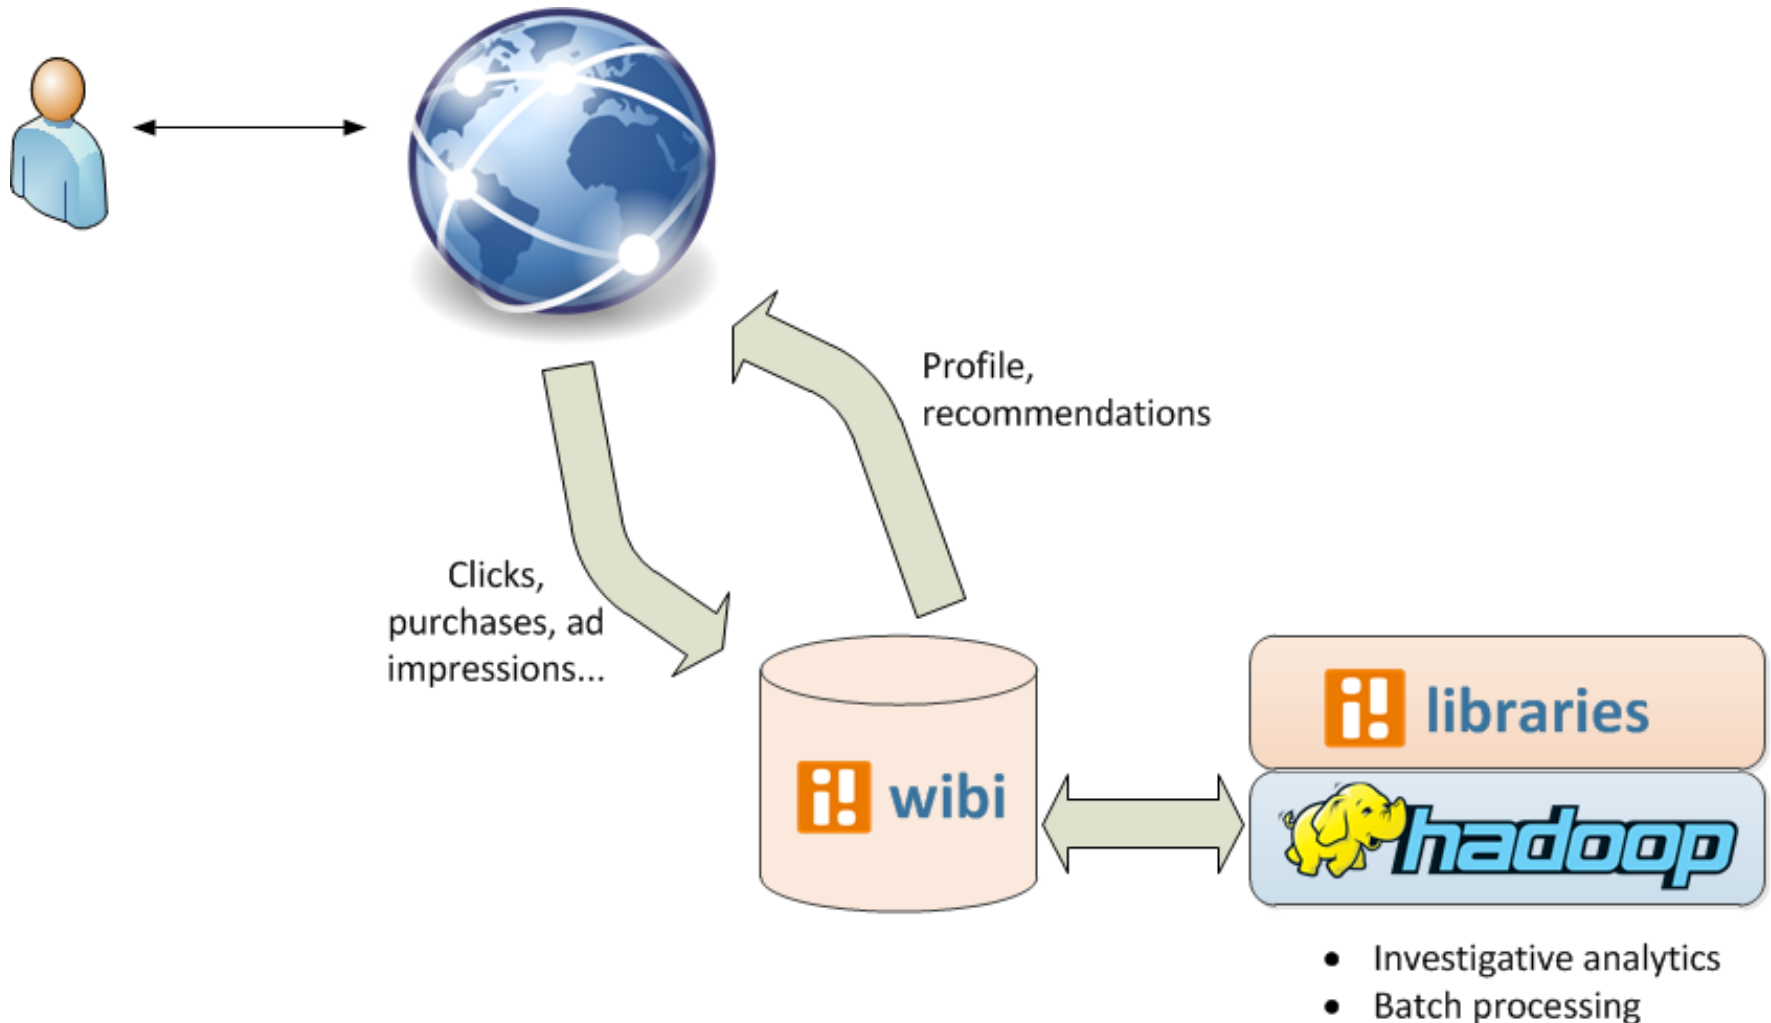 Profile,
recommendations
Clicks,
purchases, ad
impressions...
wibi
libraries
hadoop
• Investigative analytics
• Batch processing